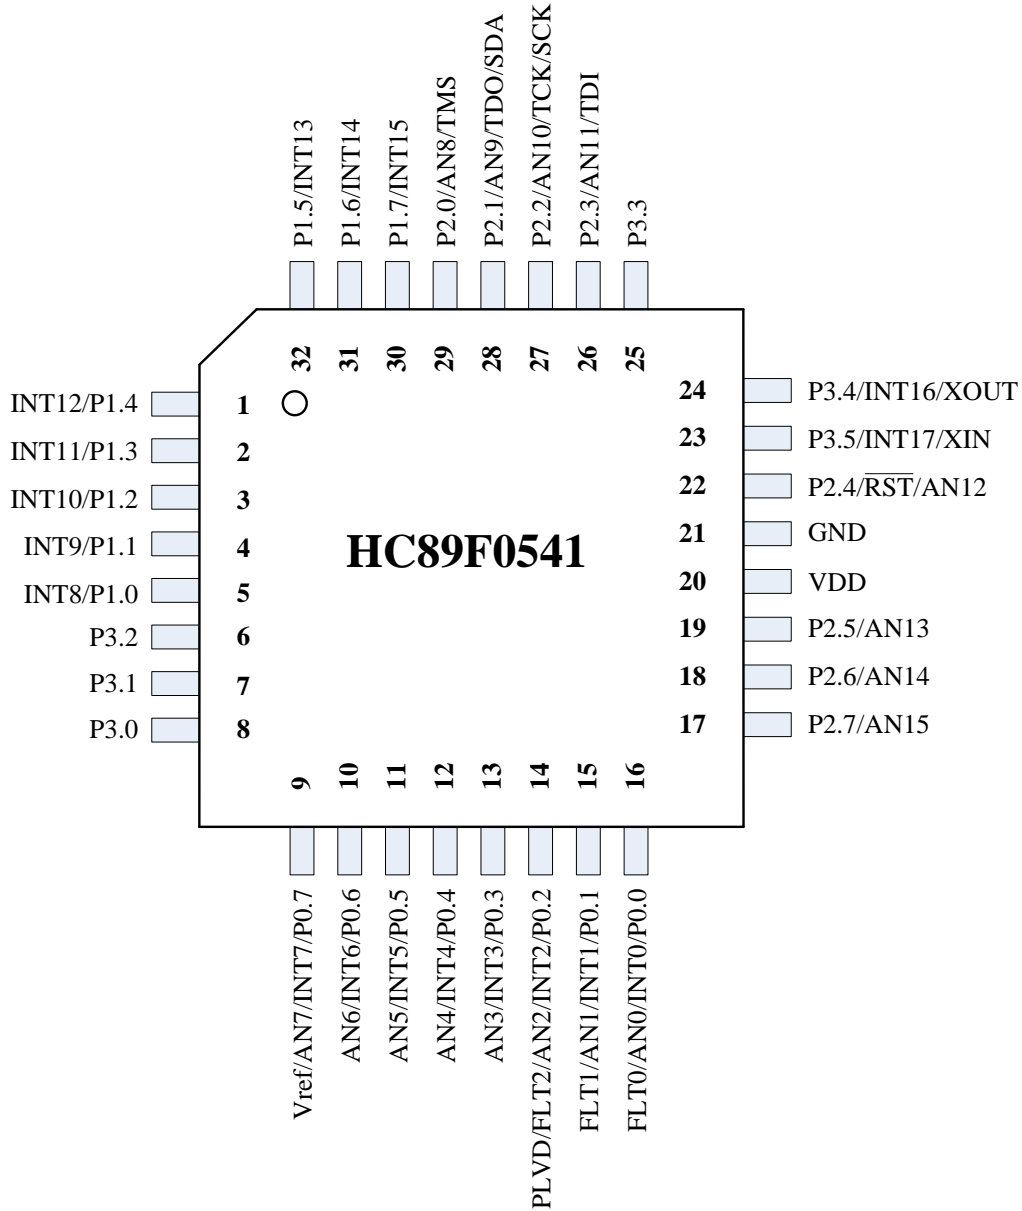 P1.5/INT13
P1.6/INT14
P1.7/INT15
P2.0/AN8/TMS
P2.1/AN9/TDO/SDA
P2.2/AN10/TCK/SCK
P2.3/AN11/TDI
P3.3
32
31
30
29
28
27
26
25
INT12/P1.4
1
INT11/P1.3
2
INT10/P1.2
3
INT9/P1.1
4
INT8/P1.0
5
P3.2
6
P3.1
7
P3.0
8
HC89F0541
24
P3.4/INT16/XOUT
23
P3.5/INT17/XIN
22
P2.4/R̅S̅T̅/AN12
21
GND
20
VDD
19
P2.5/AN13
18
P2.6/AN14
17
P2.7/AN15
9
10
11
12
13
14
15
16
Vref/AN7/INT7/P0.7
AN6/INT6/P0.6
AN5/INT5/P0.5
AN4/INT4/P0.4
AN3/INT3/P0.3
PLVD/FLT2/AN2/INT2/P0.2
FLT1/AN1/INT1/P0.1
FLT0/AN0/INT0/P0.0